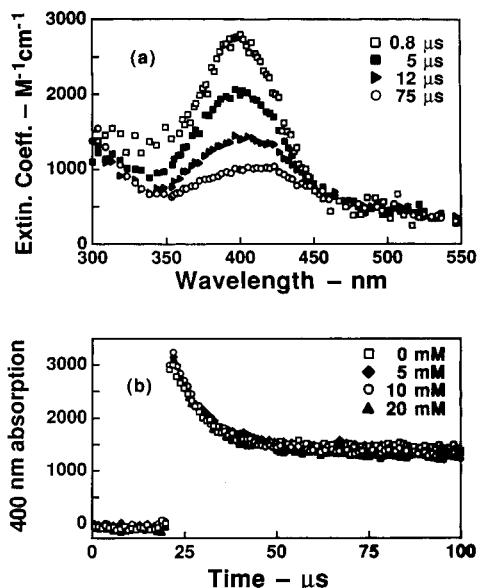 3000
2000
1000
0
Extin. Coeff. – M⁻¹cm⁻¹
(a)
0.8 µs
5 µs
12 µs
75 µs
300 350 400 450 500 550
Wavelength – nm
3000
2000
1000
0
400 nm absorption
(b)
0 mM
5 mM
10 mM
20 mM
0 25 50 75 100
Time – µs